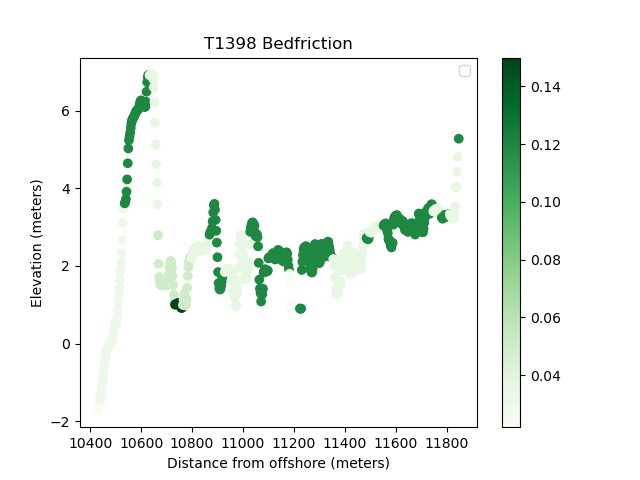 T1398 Bedfriction
6
4
2
0
−2
Elevation (meters)
10400 10600 10800 11000 11200 11400 11600 11800
Distance from offshore (meters)
0.14
0.12
0.10
0.08
0.06
0.04